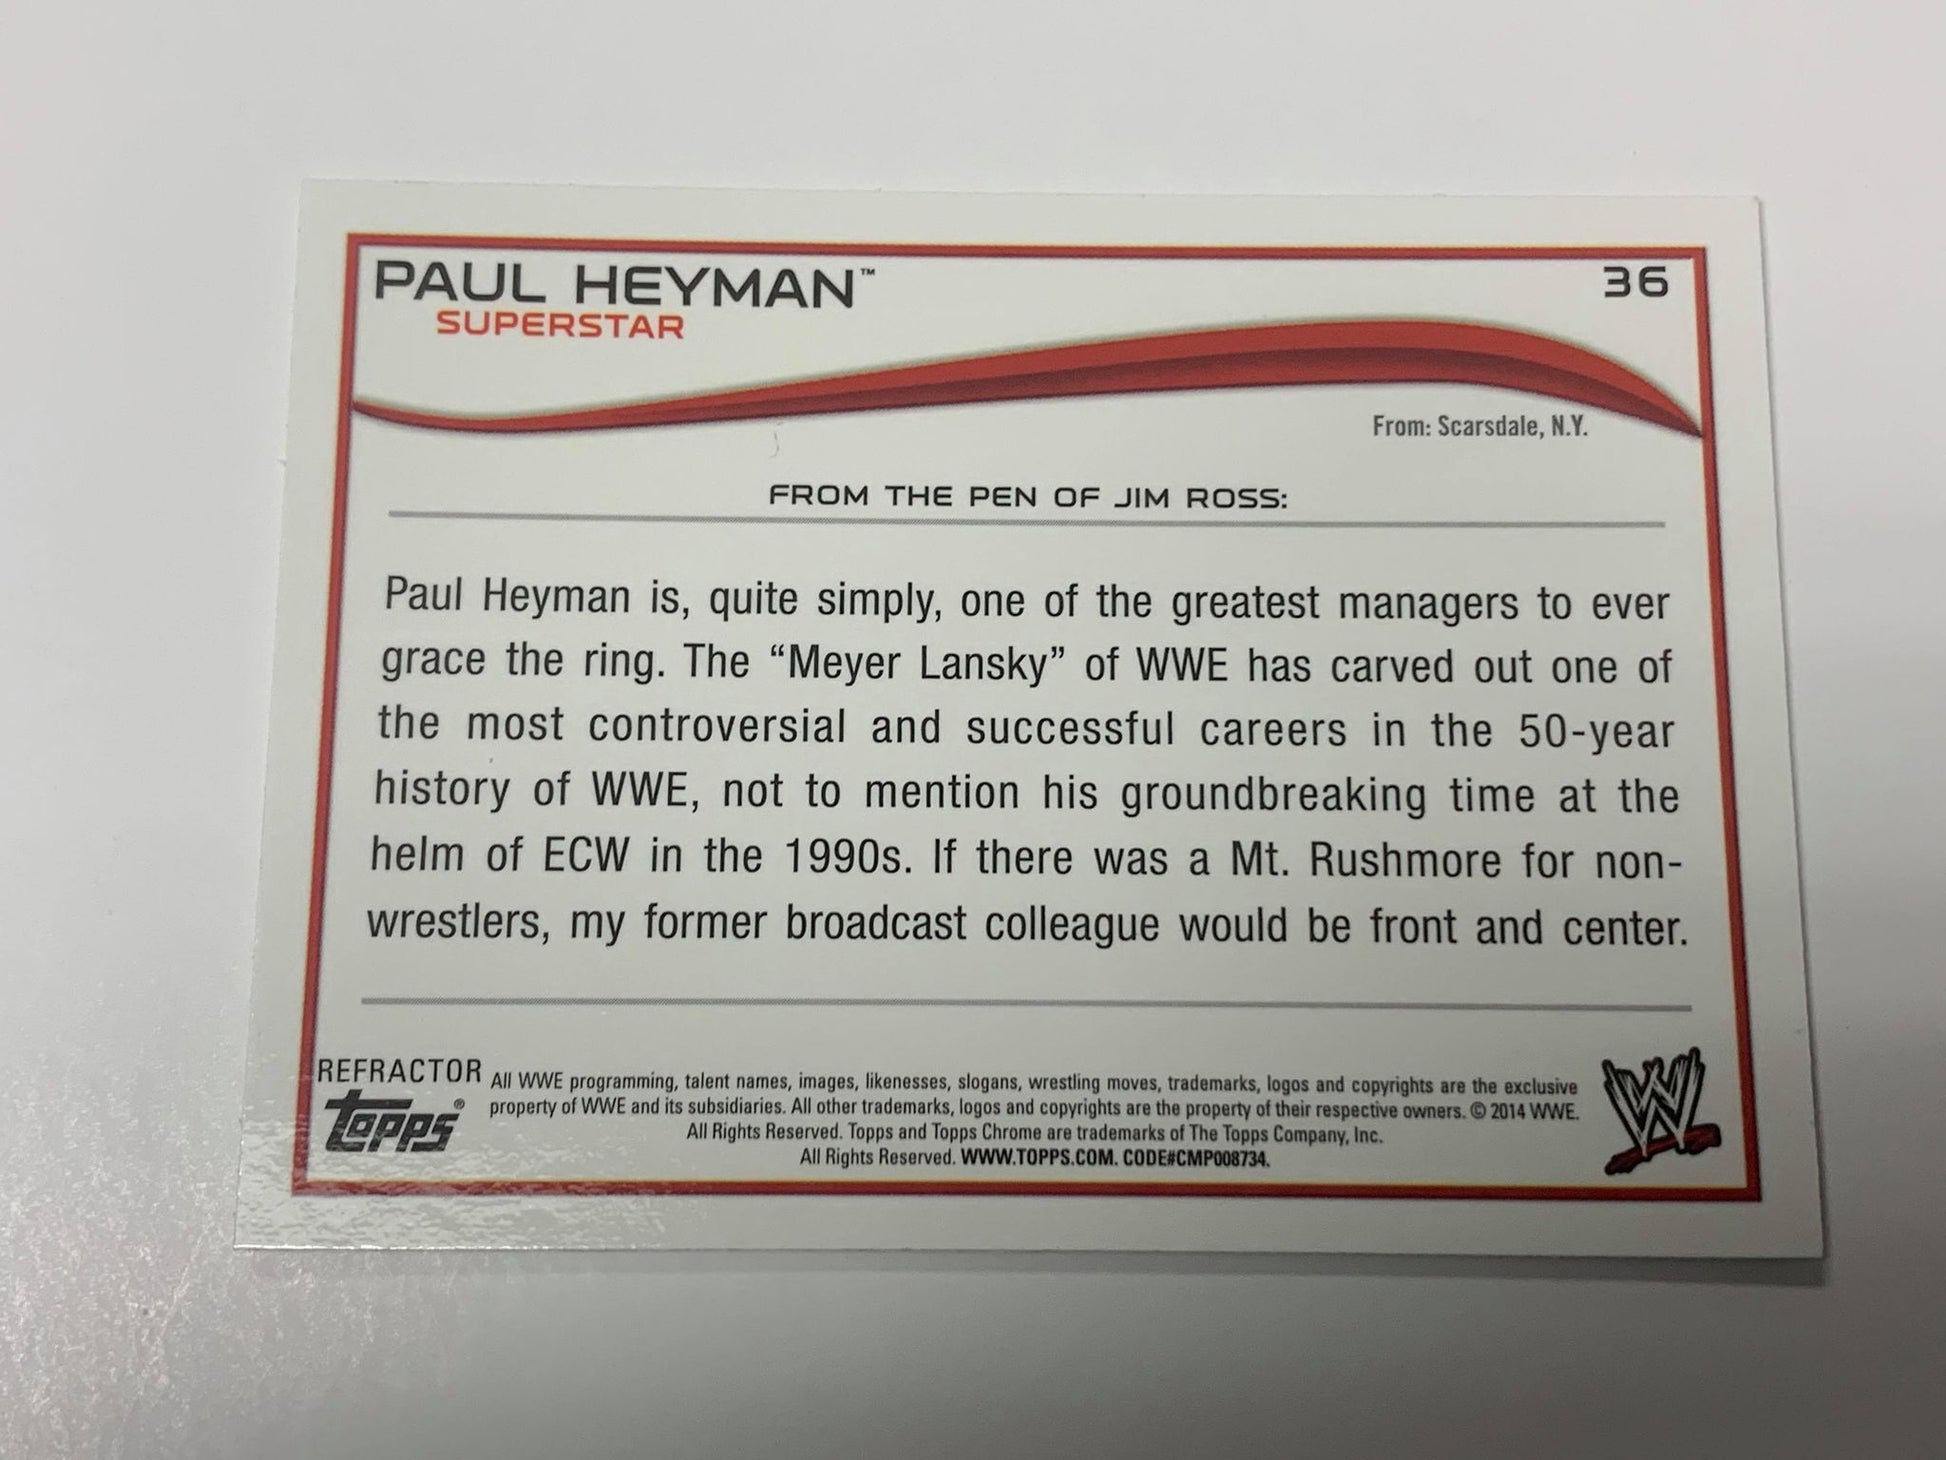 PAUL HEYMAN™
36
SUPERSTAR
From: Scarsdale, N.Y.
FROM THE PEN OF JIM ROSS:
Paul Heyman is, quite simply, one of the greatest managers to ever
grace the ring. The “Meyer Lansky” of WWE has carved out one of
the most controversial and successful careers in the 50-year
history of WWE, not to mention his groundbreaking time at the
helm of ECW in the 1990s. If there was a Mt. Rushmore for non-
wrestlers, my former broadcast colleague would be front and center.
REFRACTOR
Topps®
All WWE programming, talent names, images, likenesses, slogans, wrestling moves, trademarks, logos and copyrights are the exclusive
property of WWE and its subsidiaries. All other trademarks, logos and copyrights are the property of their respective owners. © 2014 WWE.
All Rights Reserved. Topps and Topps Chrome are trademarks of The Topps Company, Inc.
All Rights Reserved. WWW.TOPPS.COM. CODE#CMP008734.
W